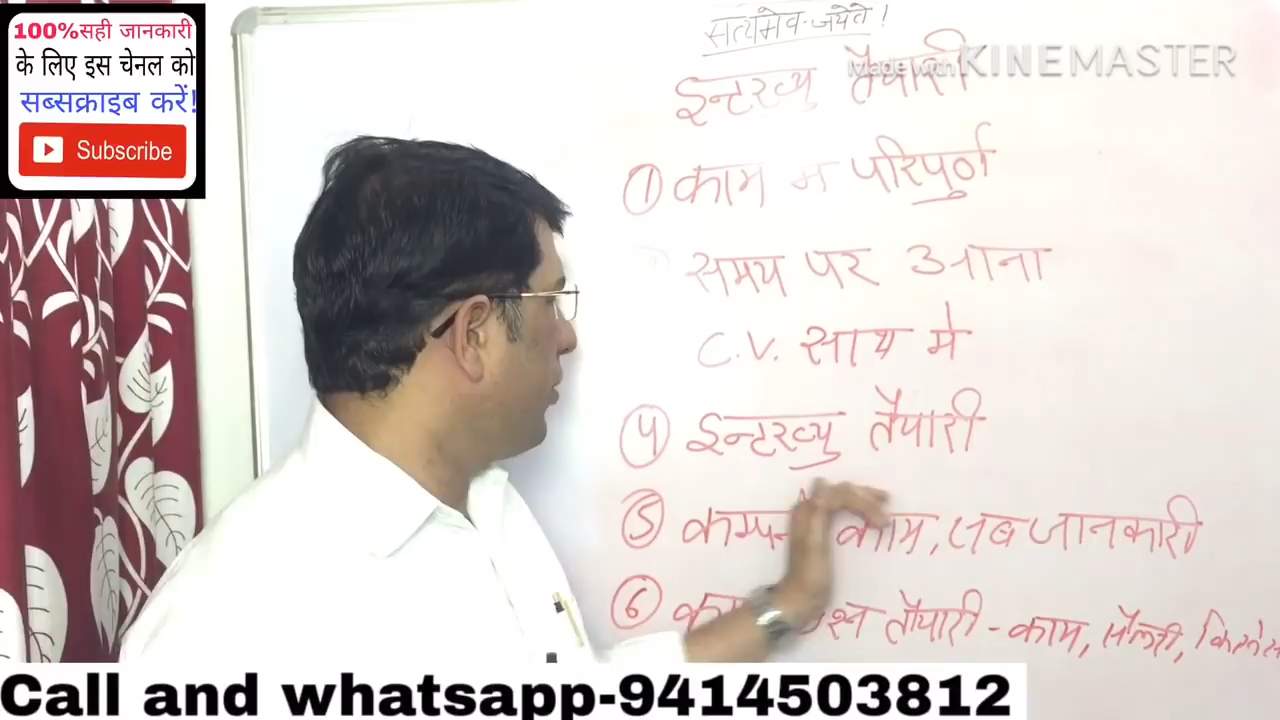 100%सही जानकारी
के लिए इस चेनल को
सब्सक्राइब करें!
Subscribe
सत्यमेव-जयते!
Made with KINEMASTER
इन्टरव्यु तैयारी
① काम म परिपुर्ण
समय पर आना
C.V. साथ मे
④ इन्टरव्यु तैयारी
⑤ काम, सब जानकारी
⑥ तैयारी - काम, सैलरी,
Call and whatsapp-9414503812